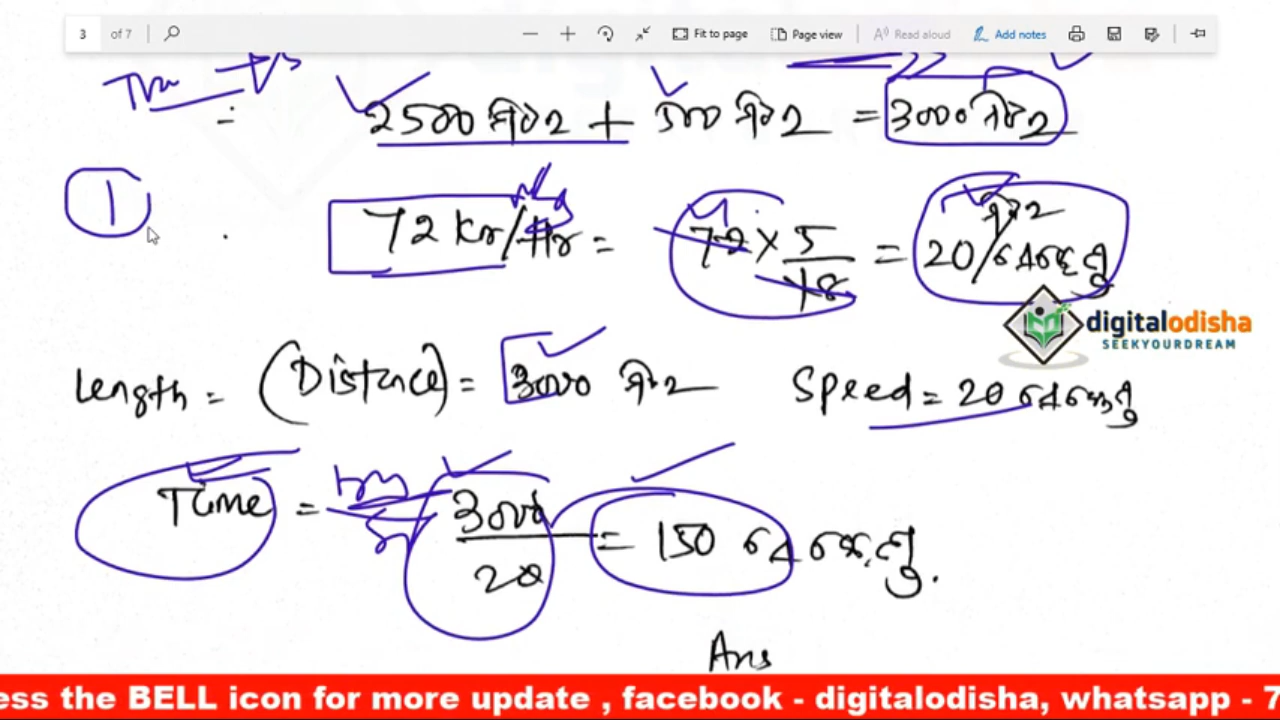 3 of 7 Fit to page Page view Read aloud Add notes
= 2500 ମିଟର + 500 ମିଟର = 3000 ମିଟର
1
72 Km/Hr = 72 × 5/18 = 20 ମିଟର/ସେକେଣ୍ଡ
digitalodisha
SEEKYOURDREAM
Length = (Distance) = 3000 ମିଟର Speed = 20 ସେକେଣ୍ଡ
Time = 3000/20 = 150 ସେକେଣ୍ଡ.
Ans
ess the BELL icon for more update , facebook - digitalodisha, whatsapp - 7